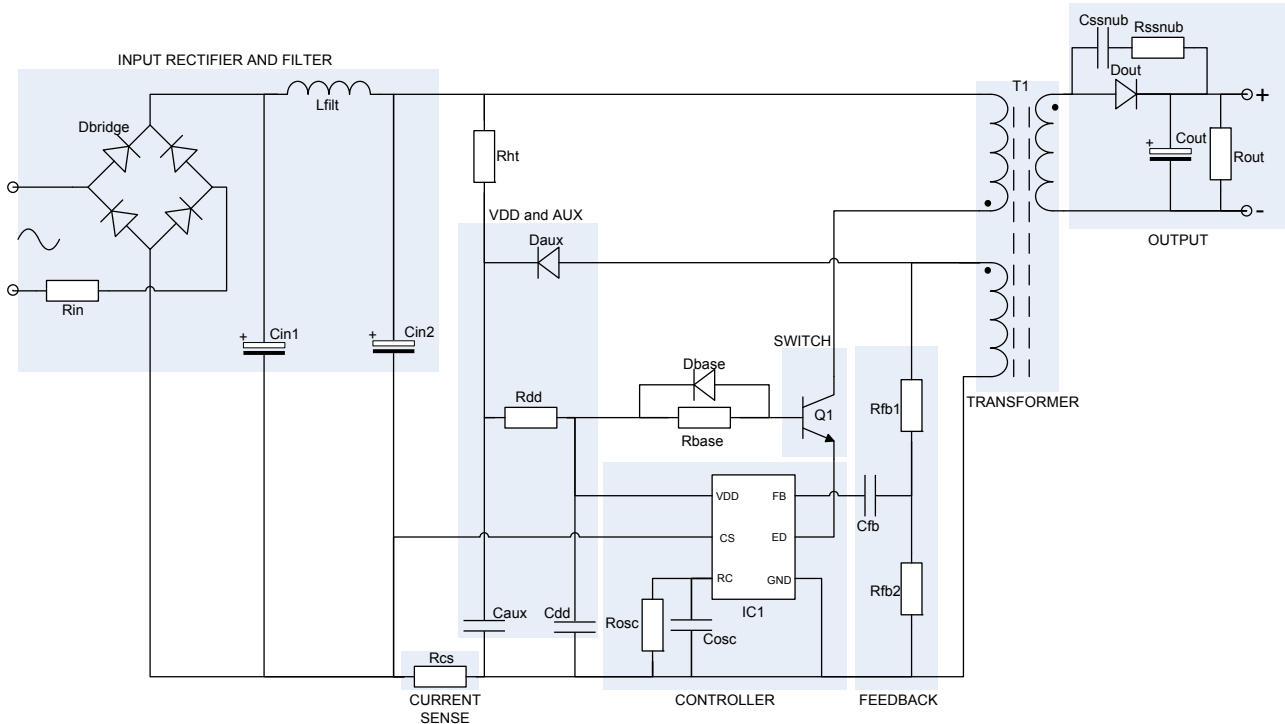 INPUT RECTIFIER AND FILTER
Lfilt
Dbridge
Rin
+
Cin1
+
Cin2
Rht
VDD and AUX
Daux
Rdd
Caux
Cdd
Rcs
CURRENT
SENSE
Dbase
Rbase
SWITCH
Q1
VDD
FB
CS
ED
RC
GND
IC1
Rosc
Cosc
CONTROLLER
Rfb1
Cfb
Rfb2
FEEDBACK
T1
TRANSFORMER
Cssnub
Rssnub
Dout
+
+
Cout
Rout
-
OUTPUT